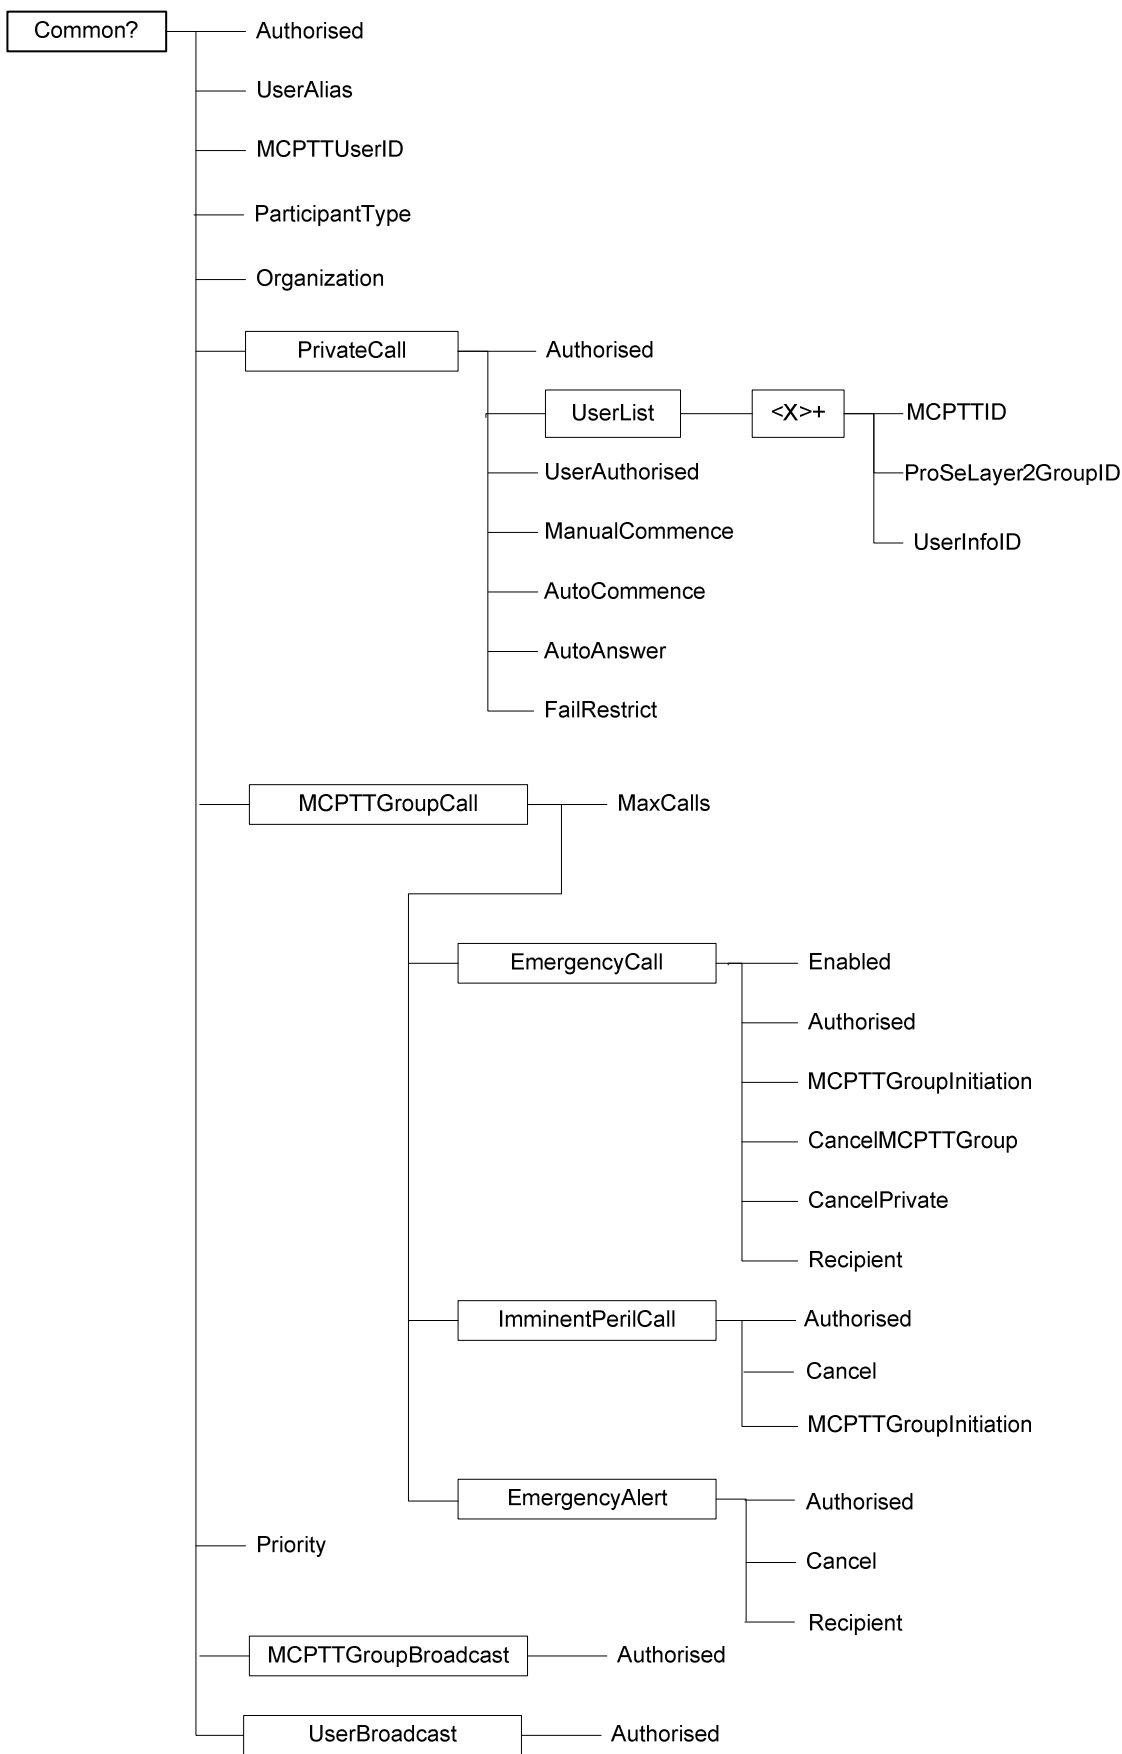 Common?
Authorised
UserAlias
MCPTTUserID
ParticipantType
Organization
PrivateCall
Authorised
UserList
<X>+
MCPTTID
ProSeLayer2GroupID
UserInfoID
UserAuthorised
ManualCommence
AutoCommence
AutoAnswer
FailRestrict
MCPTTGroupCall
MaxCalls
EmergencyCall
Enabled
Authorised
MCPTTGroupInitiation
CancelMCPTTGroup
CancelPrivate
Recipient
ImminentPerilCall
Authorised
Cancel
MCPTTGroupInitiation
EmergencyAlert
Authorised
Cancel
Recipient
Priority
MCPTTGroupBroadcast
Authorised
UserBroadcast
Authorised